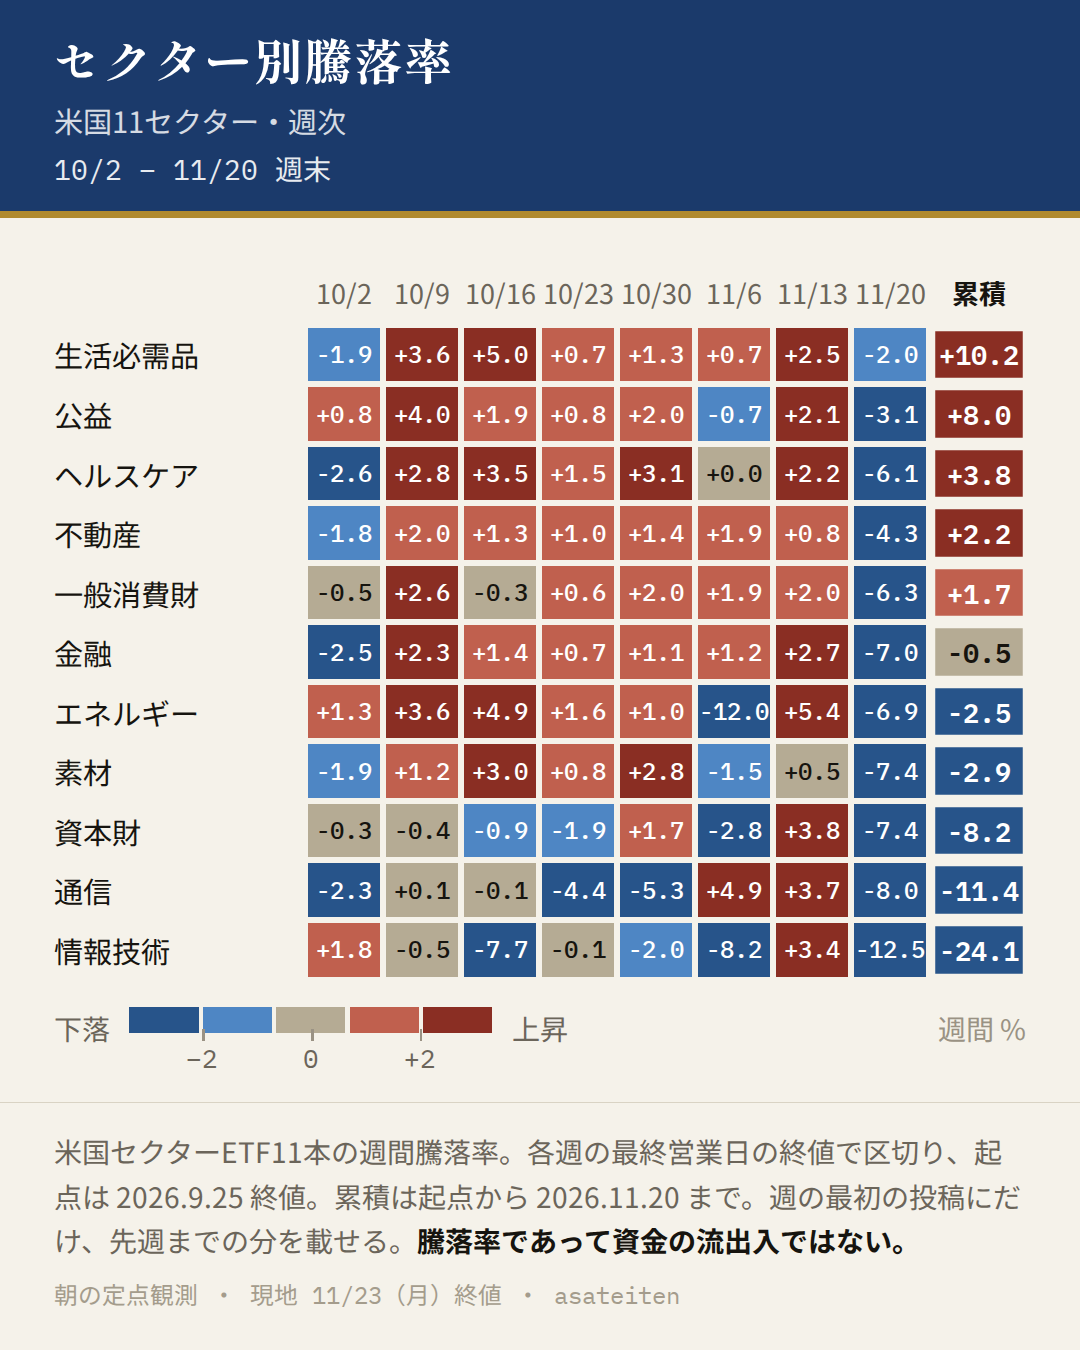 セクター別騰落率
米国11セクター・週次
10/2 – 11/20 週末
10/2 10/9 10/16 10/23 10/30 11/6 11/13 11/20 累積
生活必需品 -1.9 +3.6 +5.0 +0.7 +1.3 +0.7 +2.5 -2.0 +10.2
公益 +0.8 +4.0 +1.9 +0.8 +2.0 -0.7 +2.1 -3.1 +8.0
ヘルスケア -2.6 +2.8 +3.5 +1.5 +3.1 +0.0 +2.2 -6.1 +3.8
不動産 -1.8 +2.0 +1.3 +1.0 +1.4 +1.9 +0.8 -4.3 +2.2
一般消費財 -0.5 +2.6 -0.3 +0.6 +2.0 +1.9 +2.0 -6.3 +1.7
金融 -2.5 +2.3 +1.4 +0.7 +1.1 +1.2 +2.7 -7.0 -0.5
エネルギー +1.3 +3.6 +4.9 +1.6 +1.0 -12.0 +5.4 -6.9 -2.5
素材 -1.9 +1.2 +3.0 +0.8 +2.8 -1.5 +0.5 -7.4 -2.9
資本財 -0.3 -0.4 -0.9 -1.9 +1.7 -2.8 +3.8 -7.4 -8.2
通信 -2.3 +0.1 -0.1 -4.4 -5.3 +4.9 +3.7 -8.0 -11.4
情報技術 +1.8 -0.5 -7.7 -0.1 -2.0 -8.2 +3.4 -12.5 -24.1
下落 上昇 週間 %
−2 0 +2
米国セクターETF11本の週間騰落率。各週の最終営業日の終値で区切り、起
点は 2026.9.25 終値。累積は起点から 2026.11.20 まで。週の最初の投稿にだ
け、先週までの分を載せる。騰落率であって資金の流出入ではない。
朝の定点観測 ・ 現地 11/23（月）終値 ・ asateiten